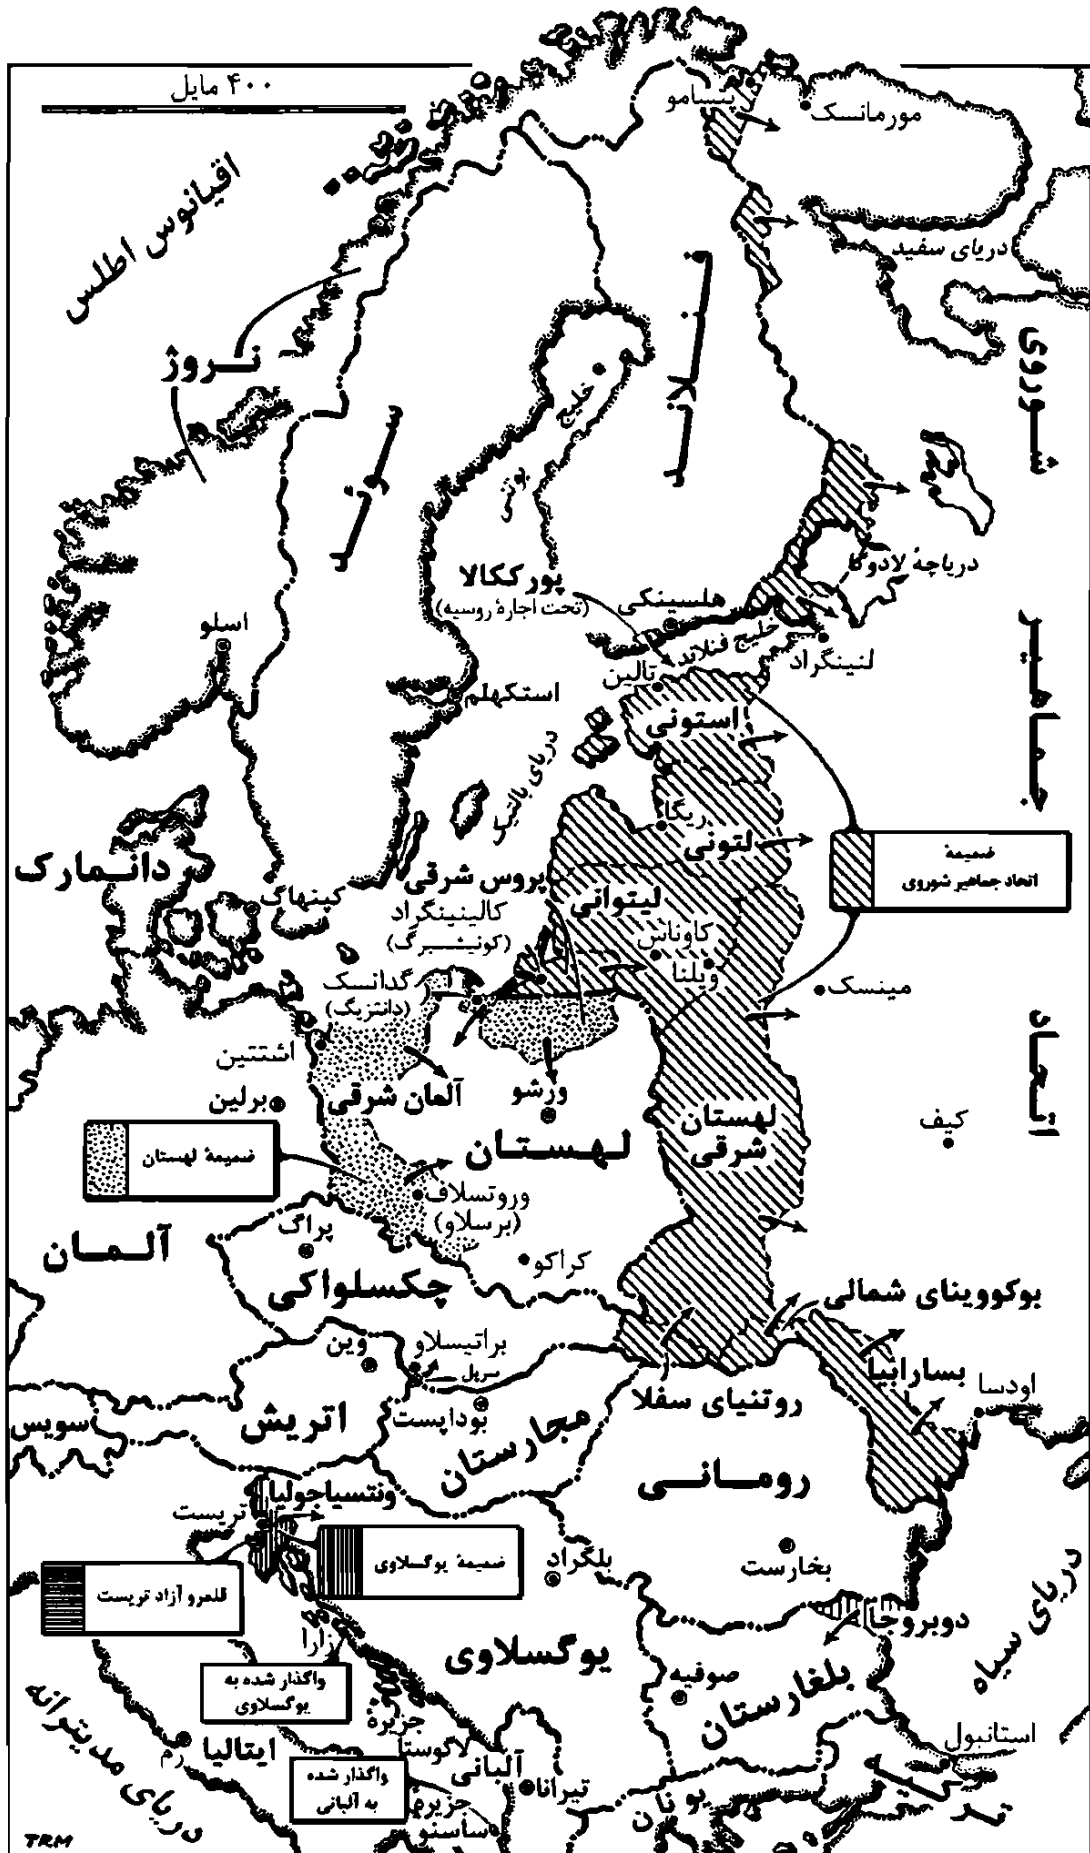 ۴۰۰ مایل
پتسامو
مورمانسک
اقیانوس اطلس
دریای سفید
نروژ
فنلاند
شوروی
سوئد
خلیج
بوتنی
دریاچهٔ لادوگا
پورککالا
(تحت اجارهٔ روسیه)
هلسینکی
خلیج فنلاند
لنینگراد
جماهیر
اسلو
تالین
استکهلم
استونی
دریای بالتیک
ریگا
لتونی
ضمیمهٔ
اتحاد جماهیر شوروی
دانمارک
کپنهاگ
پروس شرقی
کالینینگراد
(کونیشبرگ)
لیتوانی
کاوناس
ویلنا
مینسک
گدانسک
(دانتزیگ)
اتحاد
اشتتین
آلمان شرقی
ورشو
برلین
لهستان
لهستان
شرقی
کیف
ضمیمهٔ لهستان
وروتسلاف
(برسلاو)
آلمان
پراگ
کراکو
چکسلواکی
بوکووینای شمالی
وین
براتیسلاو
سرپل
بسارابیا
اودسا
روتنیای سفلا
سویس
اتریش
بوداپست
مجارستان
رومانی
ونتسیاجولیا
تریست
ضمیمهٔ یوگسلاوی
قلمرو آزاد تریست
بلگراد
بخارست
دوبروجا
دریای سیاه
زارا
یوگسلاوی
صوفیه
بلغارستان
واگذار شده به
یوگسلاوی
دریای مدیترانه
رم
ایتالیا
جزیرهٔ
لاگوستا
آلبانی
تیرانا
استانبول
واگذار شده
به آلبانی
جزیرهٔ
ساسنو
یونان
ترکیه
TRM